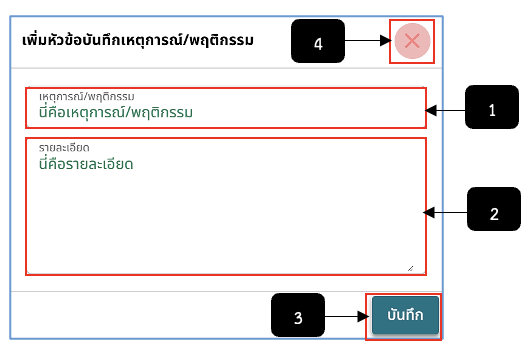 เพิ่มหัวข้อบันทึกเหตุการณ์/พฤติกรรม
4
เหตุการณ์/พฤติกรรม
นี่คือเหตุการณ์/พฤติกรรม
1
รายละเอียด
นี่คือรายละเอียด
2
3
บันทึก